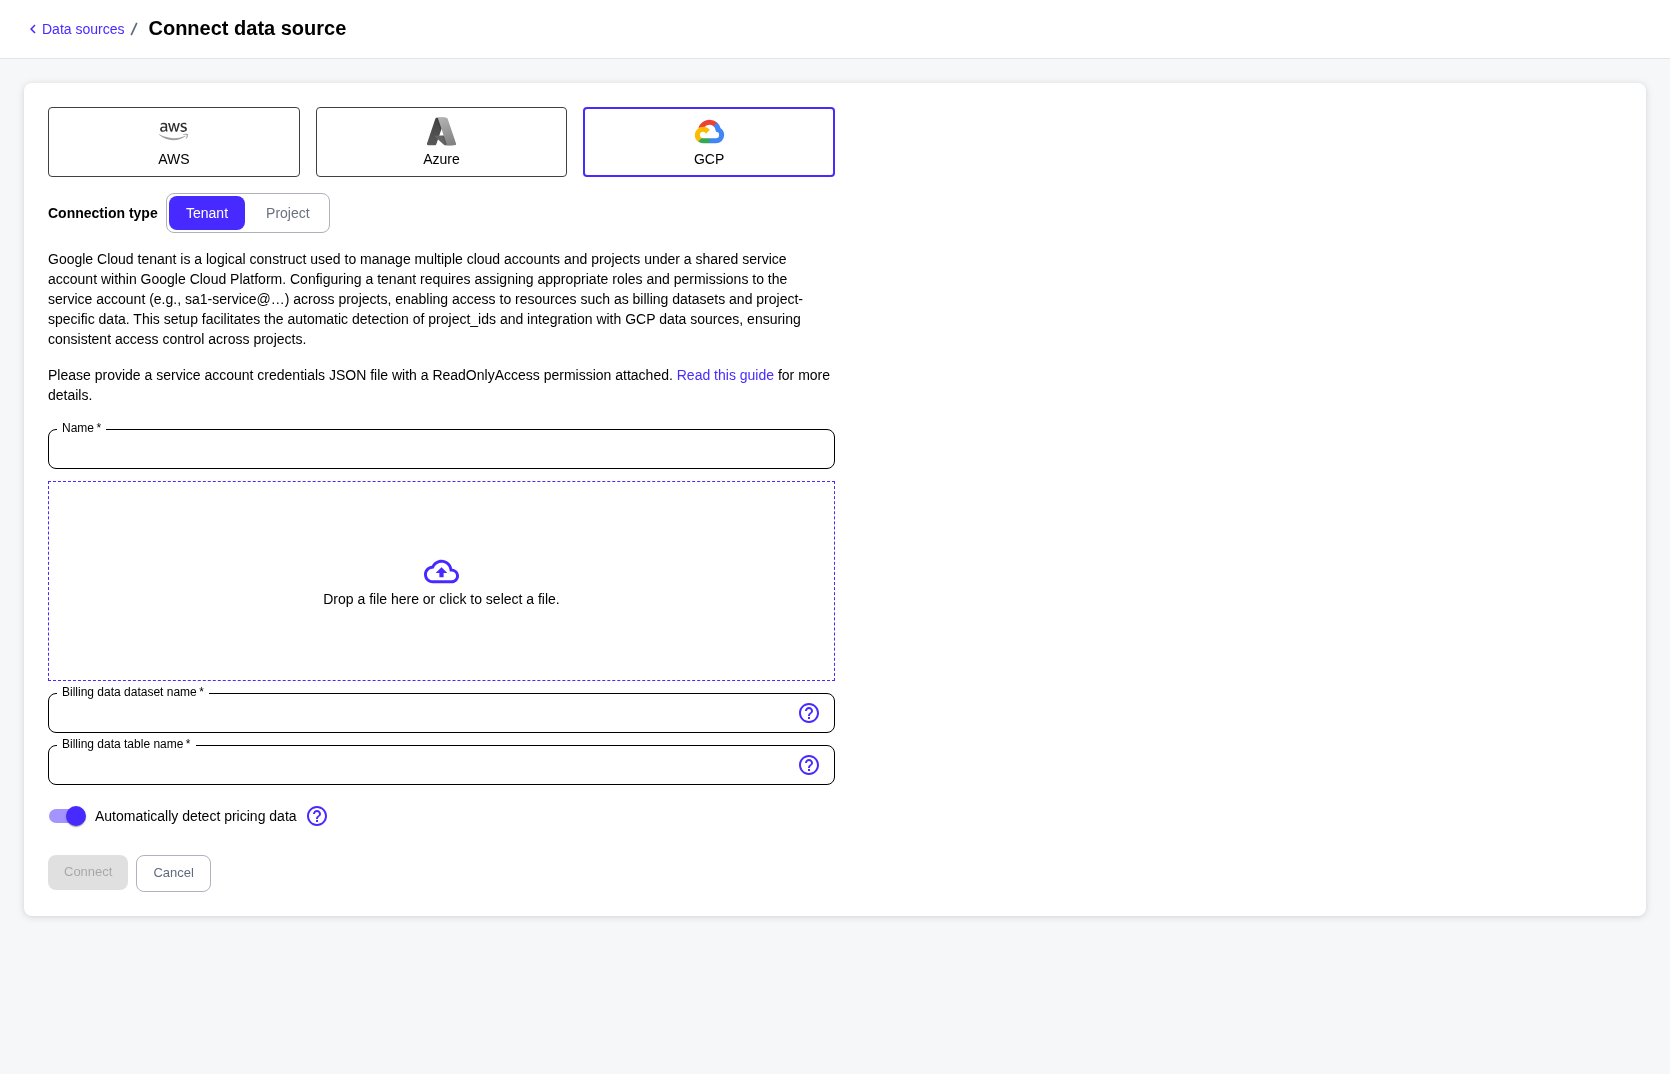 Data sources / Connect data source
aws
AWS
Azure
GCP
Connection type Tenant Project
Google Cloud tenant is a logical construct used to manage multiple cloud accounts and projects under a shared service
account within Google Cloud Platform. Configuring a tenant requires assigning appropriate roles and permissions to the
service account (e.g., sa1-service@…) across projects, enabling access to resources such as billing datasets and project-
specific data. This setup facilitates the automatic detection of project_ids and integration with GCP data sources, ensuring
consistent access control across projects.
Please provide a service account credentials JSON file with a ReadOnlyAccess permission attached. Read this guide for more
details.
Name *
Drop a file here or click to select a file.
Billing data dataset name *
Billing data table name *
Automatically detect pricing data
Connect Cancel